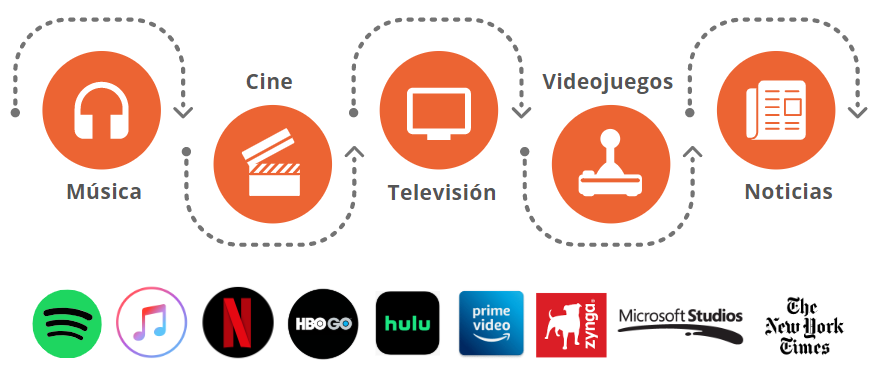 Cine
Videojuegos
Música
Televisión
Noticias
HBO GO
hulu
prime
video
zynga®
Microsoft Studios
The
New York
Times